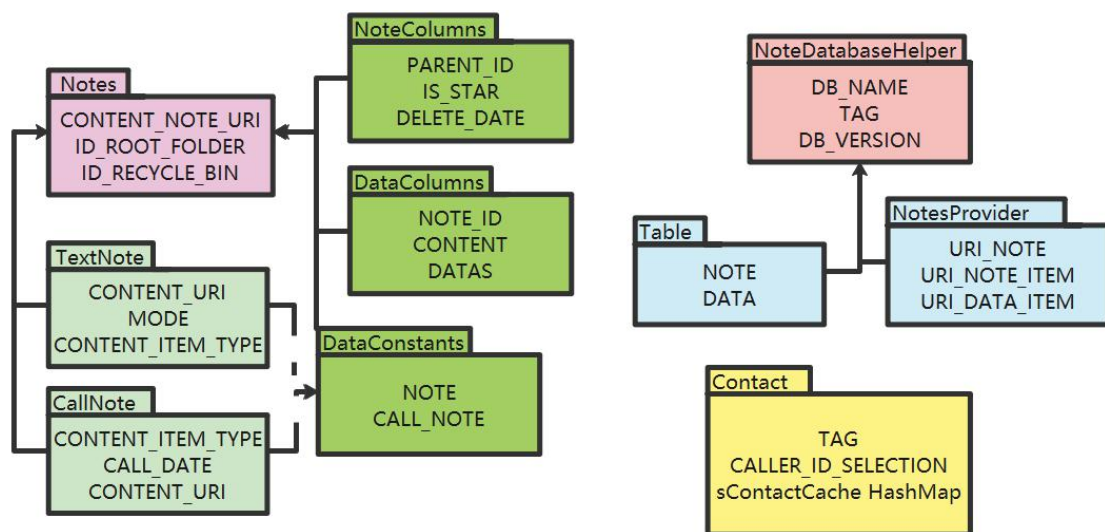 Notes
CONTENT_NOTE_URI
ID_ROOT_FOLDER
ID_RECYCLE_BIN
TextNote
CONTENT_URI
MODE
CONTENT_ITEM_TYPE
CallNote
CONTENT_ITEM_TYPE
CALL_DATE
CONTENT_URI
NoteColumns
PARENT_ID
IS_STAR
DELETE_DATE
DataColumns
NOTE_ID
CONTENT
DATAS
DataConstants
NOTE
CALL_NOTE
NoteDatabaseHelper
DB_NAME
TAG
DB_VERSION
Table
NOTE
DATA
NotesProvider
URI_NOTE
URI_NOTE_ITEM
URI_DATA_ITEM
Contact
TAG
CALLER_ID_SELECTION
sContactCache HashMap